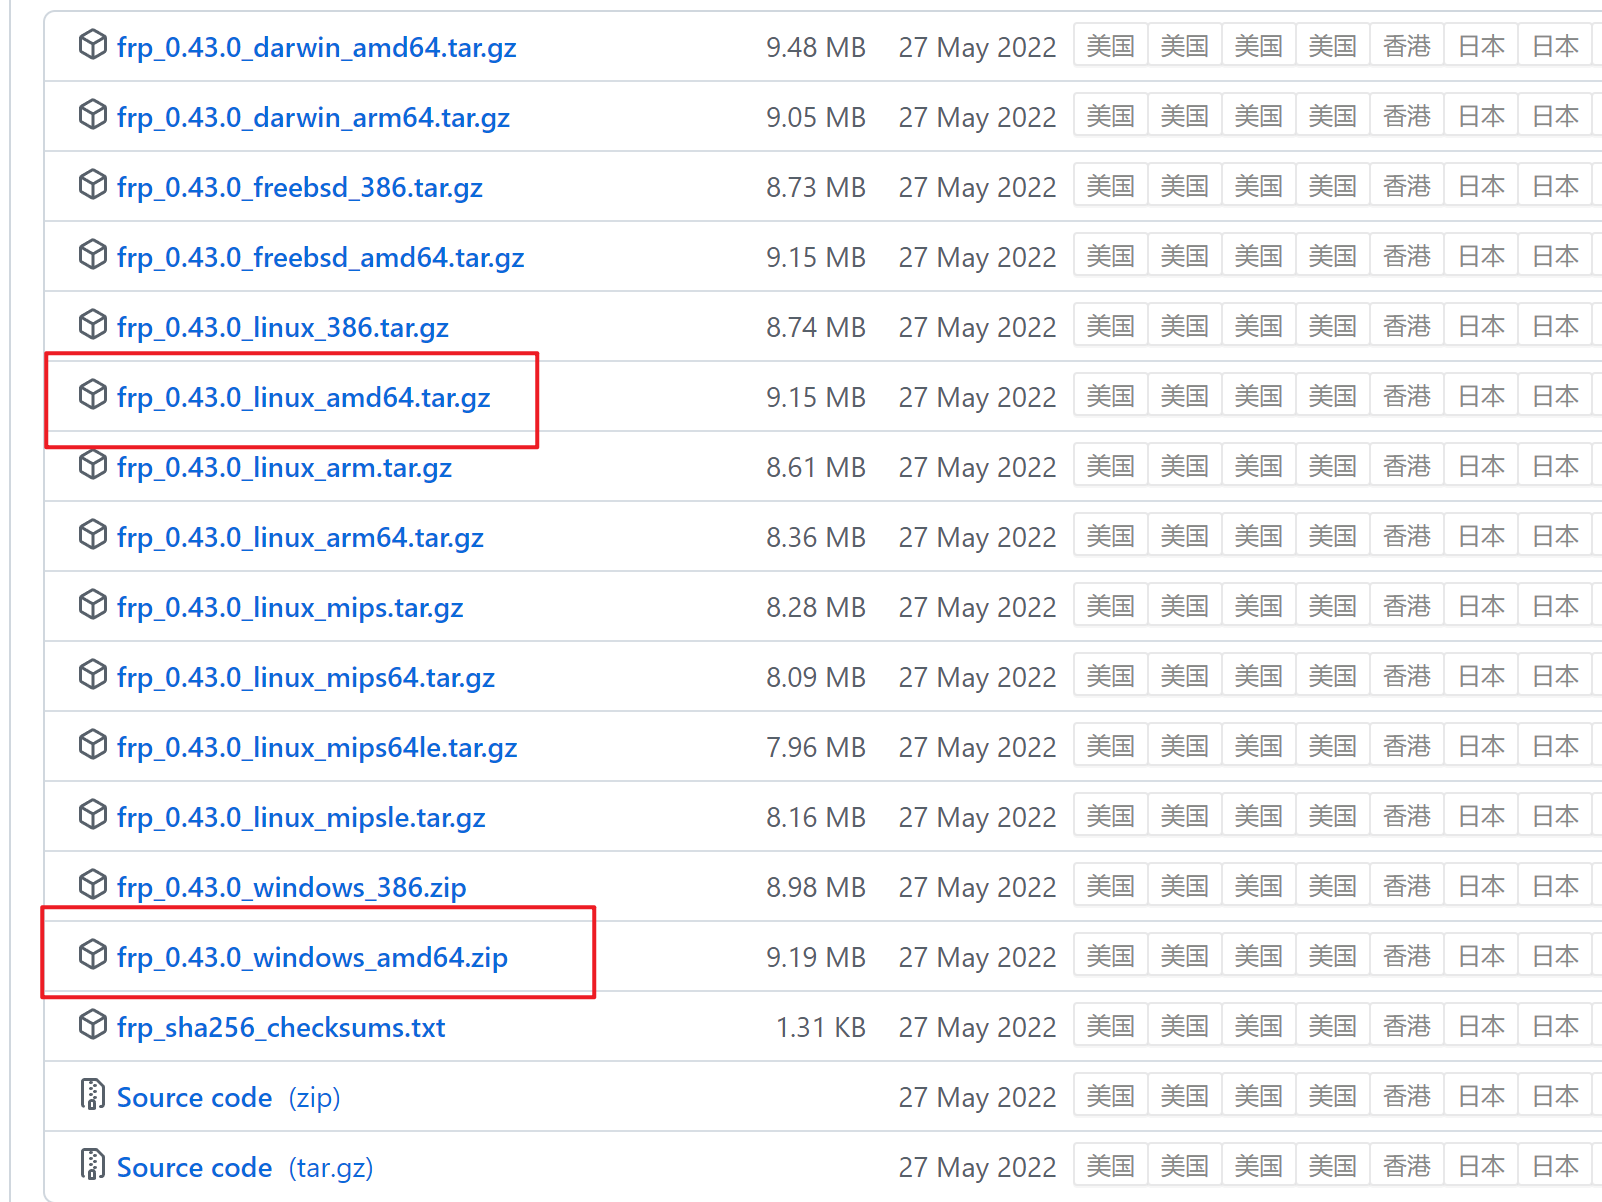 frp_0.43.0_darwin_amd64.tar.gz 9.48 MB 27 May 2022 美国 美国 美国 美国 香港 日本 日本
frp_0.43.0_darwin_arm64.tar.gz 9.05 MB 27 May 2022 美国 美国 美国 美国 香港 日本 日本
frp_0.43.0_freebsd_386.tar.gz 8.73 MB 27 May 2022 美国 美国 美国 美国 香港 日本 日本
frp_0.43.0_freebsd_amd64.tar.gz 9.15 MB 27 May 2022 美国 美国 美国 美国 香港 日本 日本
frp_0.43.0_linux_386.tar.gz 8.74 MB 27 May 2022 美国 美国 美国 美国 香港 日本 日本
frp_0.43.0_linux_amd64.tar.gz 9.15 MB 27 May 2022 美国 美国 美国 美国 香港 日本 日本
frp_0.43.0_linux_arm.tar.gz 8.61 MB 27 May 2022 美国 美国 美国 美国 香港 日本 日本
frp_0.43.0_linux_arm64.tar.gz 8.36 MB 27 May 2022 美国 美国 美国 美国 香港 日本 日本
frp_0.43.0_linux_mips.tar.gz 8.28 MB 27 May 2022 美国 美国 美国 美国 香港 日本 日本
frp_0.43.0_linux_mips64.tar.gz 8.09 MB 27 May 2022 美国 美国 美国 美国 香港 日本 日本
frp_0.43.0_linux_mips64le.tar.gz 7.96 MB 27 May 2022 美国 美国 美国 美国 香港 日本 日本
frp_0.43.0_linux_mipsle.tar.gz 8.16 MB 27 May 2022 美国 美国 美国 美国 香港 日本 日本
frp_0.43.0_windows_386.zip 8.98 MB 27 May 2022 美国 美国 美国 美国 香港 日本 日本
frp_0.43.0_windows_amd64.zip 9.19 MB 27 May 2022 美国 美国 美国 美国 香港 日本 日本
frp_sha256_checksums.txt 1.31 KB 27 May 2022 美国 美国 美国 美国 香港 日本 日本
Source code (zip) 27 May 2022 美国 美国 美国 美国 香港 日本 日本
Source code (tar.gz) 27 May 2022 美国 美国 美国 美国 香港 日本 日本